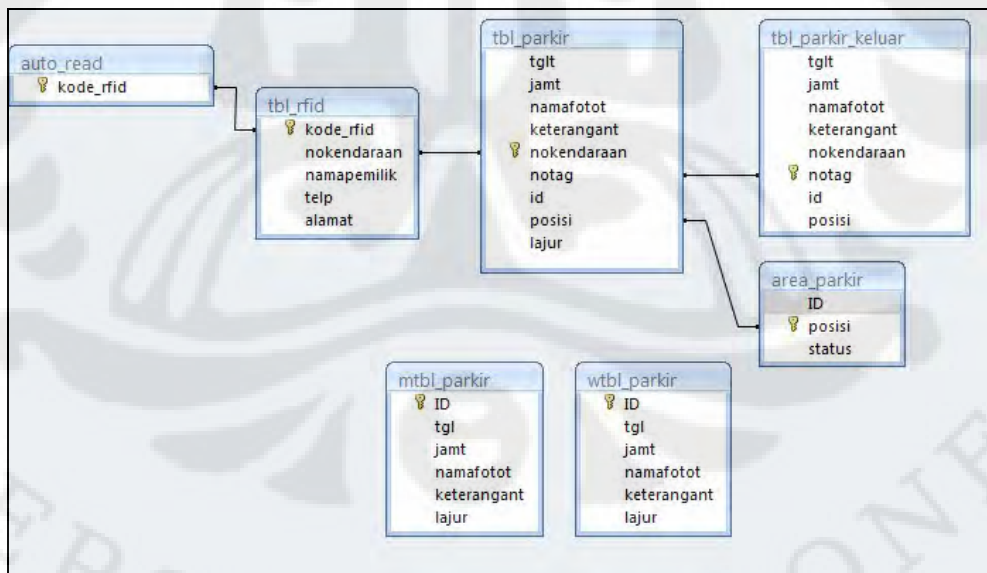 auto_read
kode_rfid
tbl_rfid
kode_rfid
nokendaraan
namapemilik
telp
alamat
tbl_parkir
tglt
jamt
namafotot
keterangant
nokendaraan
notag
id
posisi
lajur
tbl_parkir_keluar
tglt
jamt
namafotot
keterangant
nokendaraan
notag
id
posisi
area_parkir
ID
posisi
status
mtbl_parkir
ID
tgl
jamt
namafotot
keterangant
lajur
wtbl_parkir
ID
tgl
jamt
namafotot
keterangant
lajur